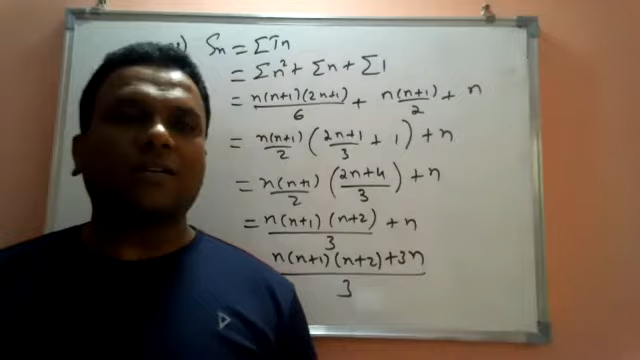 ) Sn = ΣTn
= Σn² + Σn + Σ1
= n(n+1)(2n+1)/6 + n(n+1)/2 + n
= n(n+1)/2 (2n+1/3 + 1) + n
= n(n+1)/2 (2n+4/3) + n
= n(n+1)(n+2)/3 + n
n(n+1)(n+2)+3n/3